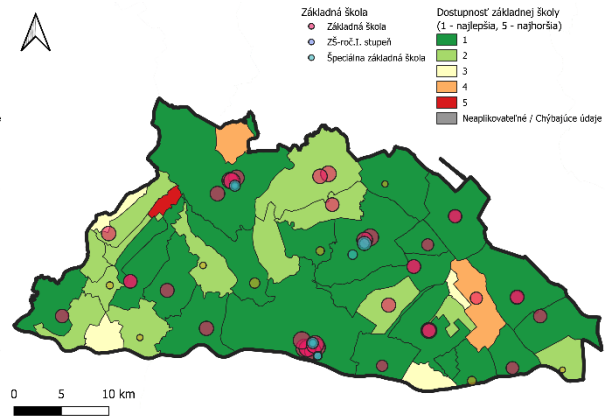 Základná škola
Základná škola
ZŠ-roč.I. stupeň
Špeciálna základná škola
Dostupnosť základnej školy
(1 - najlepšia, 5 - najhoršia)
1
2
3
4
5
Neaplikovateľné / Chýbajúce údaje
0 5 10 km